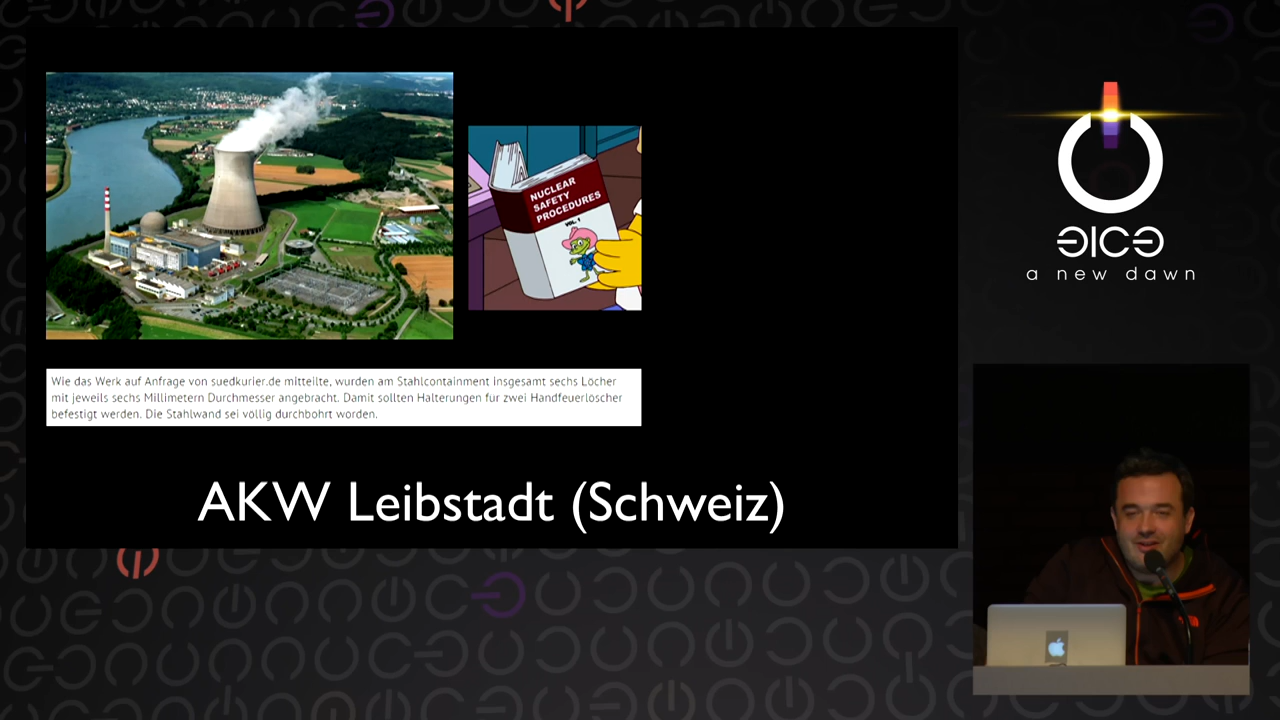 NUCLEAR
SAFETY
PROCEDURES
VOL. 1
Wie das Werk auf Anfrage von suedkurier.de mitteilte, wurden am Stahlcontainment insgesamt sechs Löcher
mit jeweils sechs Millimetern Durchmesser angebracht. Damit sollten Halterungen für zwei Handfeuerlöscher
befestigt werden. Die Stahlwand sei völlig durchbohrt worden.
AKW Leibstadt (Schweiz)
a new dawn